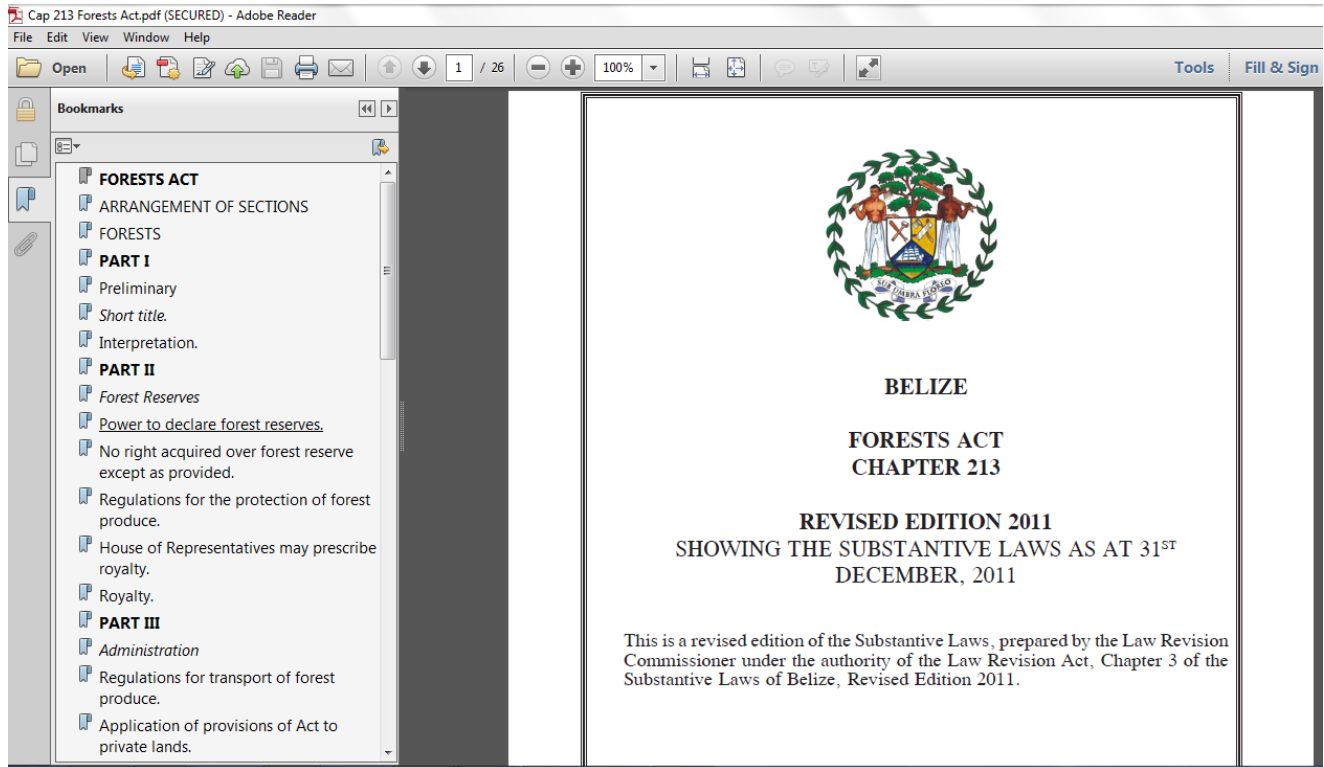 Cap 213 Forests Act.pdf (SECURED) - Adobe Reader
File Edit View Window Help
Open 1 / 26 100% Tools Fill & Sign
Bookmarks
FORESTS ACT
ARRANGEMENT OF SECTIONS
FORESTS
PART I
Preliminary
Short title.
Interpretation.
PART II
Forest Reserves
Power to declare forest reserves.
No right acquired over forest reserve
except as provided.
Regulations for the protection of forest
produce.
House of Representatives may prescribe
royalty.
Royalty.
PART III
Administration
Regulations for transport of forest
produce.
Application of provisions of Act to
private lands.
SUB UMBRA FLOREO
BELIZE
FORESTS ACT
CHAPTER 213
REVISED EDITION 2011
SHOWING THE SUBSTANTIVE LAWS AS AT 31ST
DECEMBER, 2011
This is a revised edition of the Substantive Laws, prepared by the Law Revision
Commissioner under the authority of the Law Revision Act, Chapter 3 of the
Substantive Laws of Belize, Revised Edition 2011.